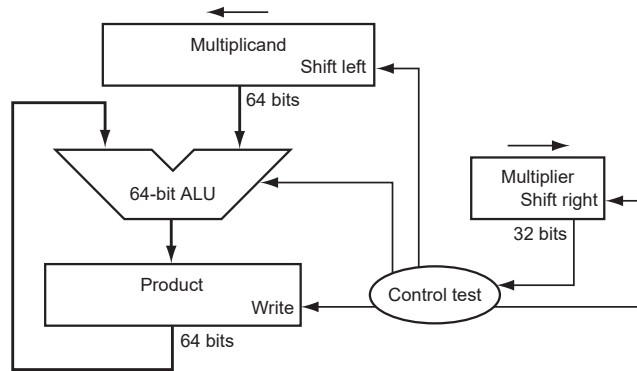 Multiplicand
Shift left
64 bits
64-bit ALU
Multiplier
Shift right
32 bits
Product
Write
Control test
64 bits